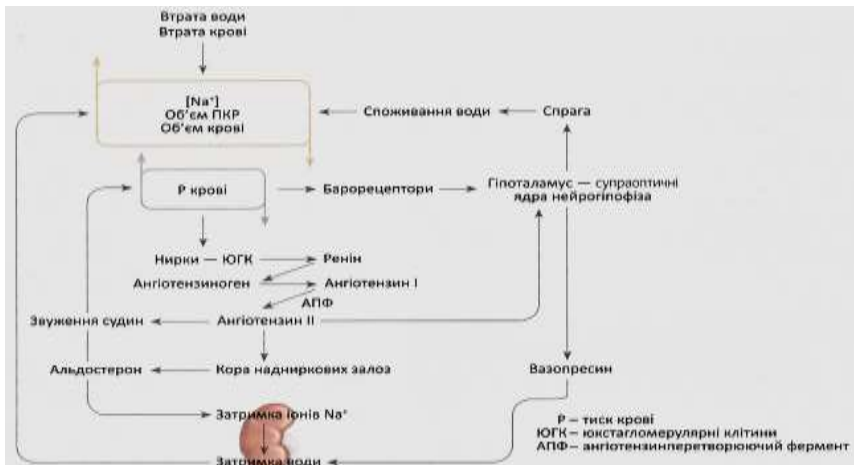 Втрата води
Втрата крові
[Na⁺]
Об'єм ПКР
Об'єм крові
Споживання води
Спрага
Р крові
Барорецептори
Гіпоталамус — супраоптичні
ядра нейрогіпофіза
Нирки — ЮГК
Ренін
Ангіотензиноген
Ангіотензин I
АПФ
Звуження судин
Ангіотензин II
Альдостерон
Кора надниркових залоз
Вазопресин
Затримка іонів Na⁺
Р – тиск крові
ЮГК – юкстагломерулярні клітини
АПФ – ангіотензинперетворюючий фермент
Затримка води